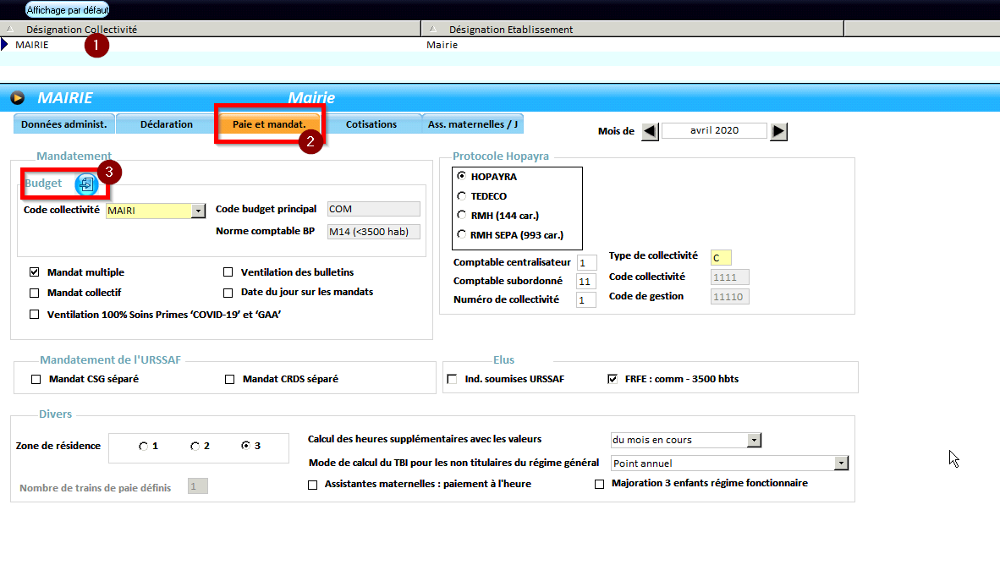 Affichage par défaut
Désignation Collectivité Désignation Etablissement
MAIRIE 1 Mairie
MAIRIE Mairie
Données administ. Déclaration Paie et mandat. Cotisations Ass. maternelles / J
2
Mois de avril 2020
Mandatement
3
Budget
Code collectivité MAIRI Code budget principal COM
Norme comptable BP M14 (<3500 hab)
Mandat multiple Ventilation des bulletins
Mandat collectif Date du jour sur les mandats
Ventilation 100% Soins Primes ‘COVID-19’ et ‘GAA’
Protocole Hopayra
HOPAYRA
TEDECO
RMH (144 car.)
RMH SEPA (993 car.)
Comptable centralisateur 1 Type de collectivité C
Comptable subordonné 11 Code collectivité 1111
Numéro de collectivité 1 Code de gestion 11110
Mandatement de l'URSSAF
Mandat CSG séparé Mandat CRDS séparé
Elus
Ind. soumises URSSAF FRFE : comm - 3500 hbts
Divers
Zone de résidence 1 2 3
Calcul des heures supplémentaires avec les valeurs du mois en cours
Mode de calcul du TBI pour les non titulaires du régime général Point annuel
Nombre de trains de paie définis 1
Assistantes maternelles : paiement à l'heure Majoration 3 enfants régime fonctionnaire